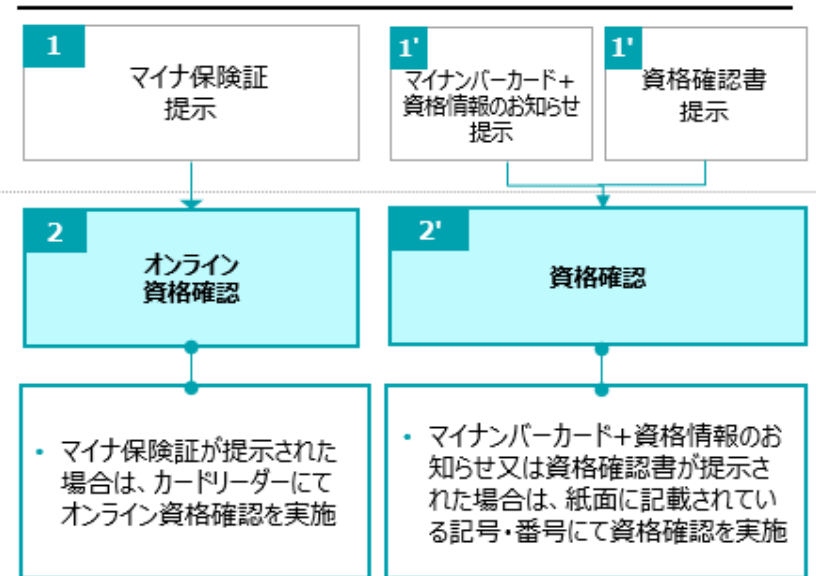 1
マイナ保険証
提示
1'
マイナンバーカード+
資格情報のお知らせ
提示
1'
資格確認書
提示
2
オンライン
資格確認
2'
資格確認
• マイナ保険証が提示された
場合は、カードリーダーにて
オンライン資格確認を実施
• マイナンバーカード+資格情報のお
知らせ又は資格確認書が提示さ
れた場合は、紙面に記載されてい
る記号・番号にて資格確認を実施